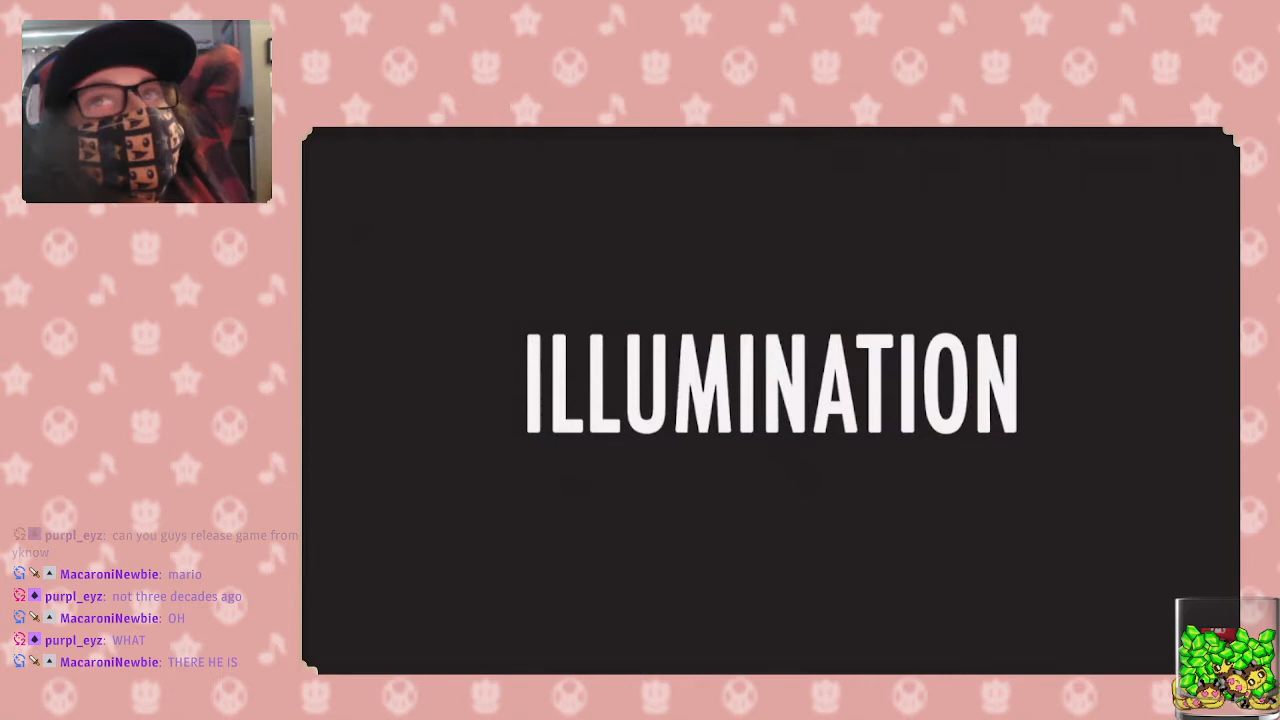 ILLUMINATION
purpl_eyz: can you guys release game from
yknow
MacaroniNewbie: mario
purpl_eyz: not three decades ago
MacaroniNewbie: OH
purpl_eyz: WHAT
MacaroniNewbie: THERE HE IS